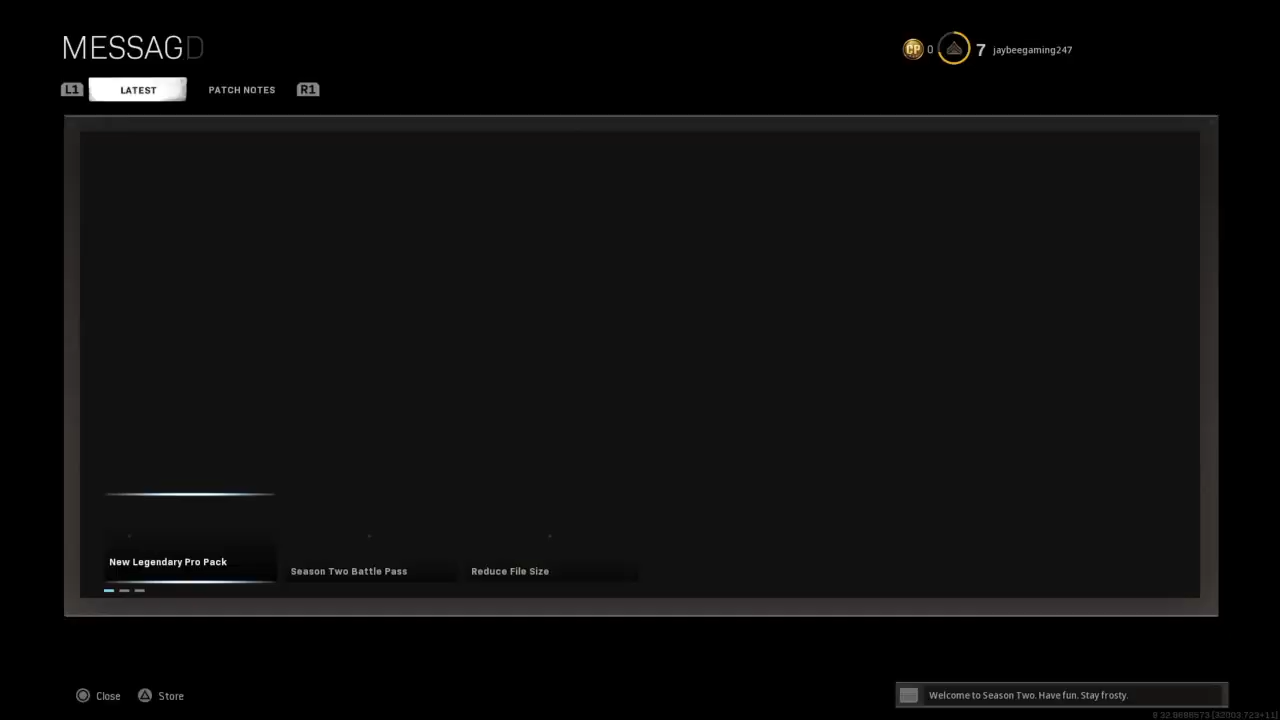 MESSAGD
CP 0 7 jaybeegaming247
L1 LATEST PATCH NOTES R1
New Legendary Pro Pack
Season Two Battle Pass
Reduce File Size
Close Store
Welcome to Season Two. Have fun. Stay frosty.